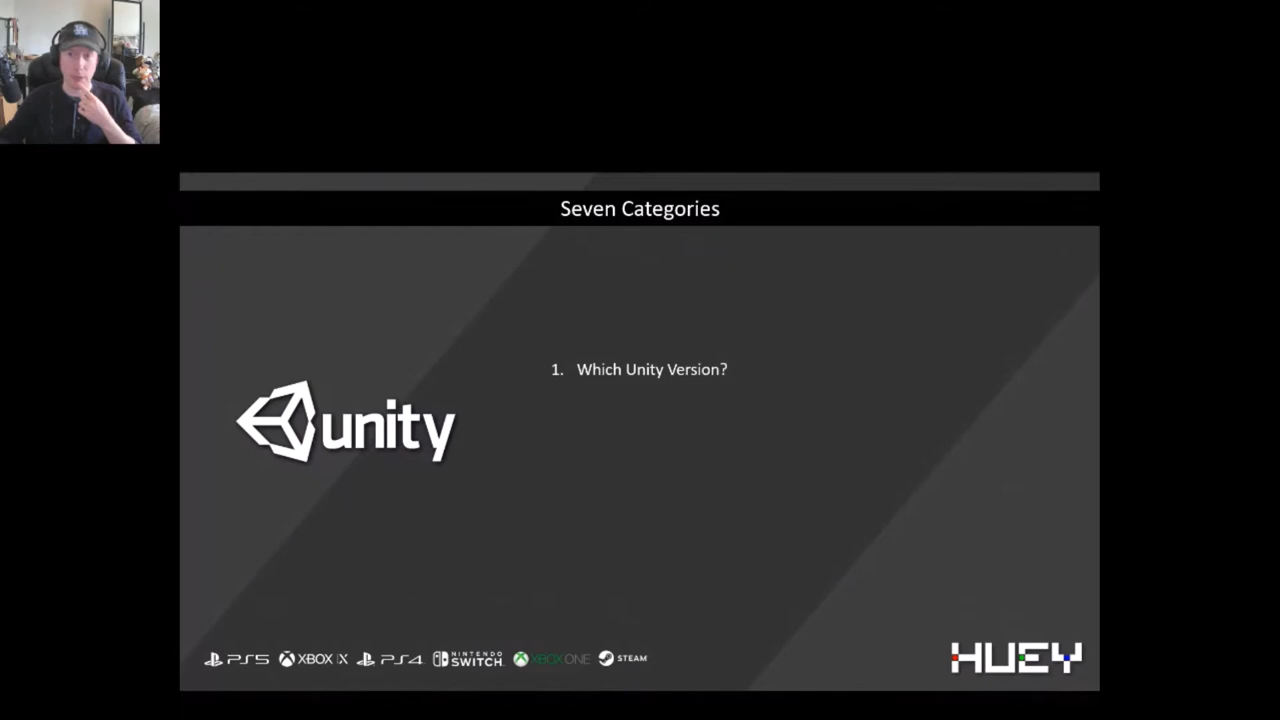 Seven Categories
1. Which Unity Version?
unity
PS5 XBOX X PS4 NINTENDO SWITCH XBOX ONE STEAM
HUEY